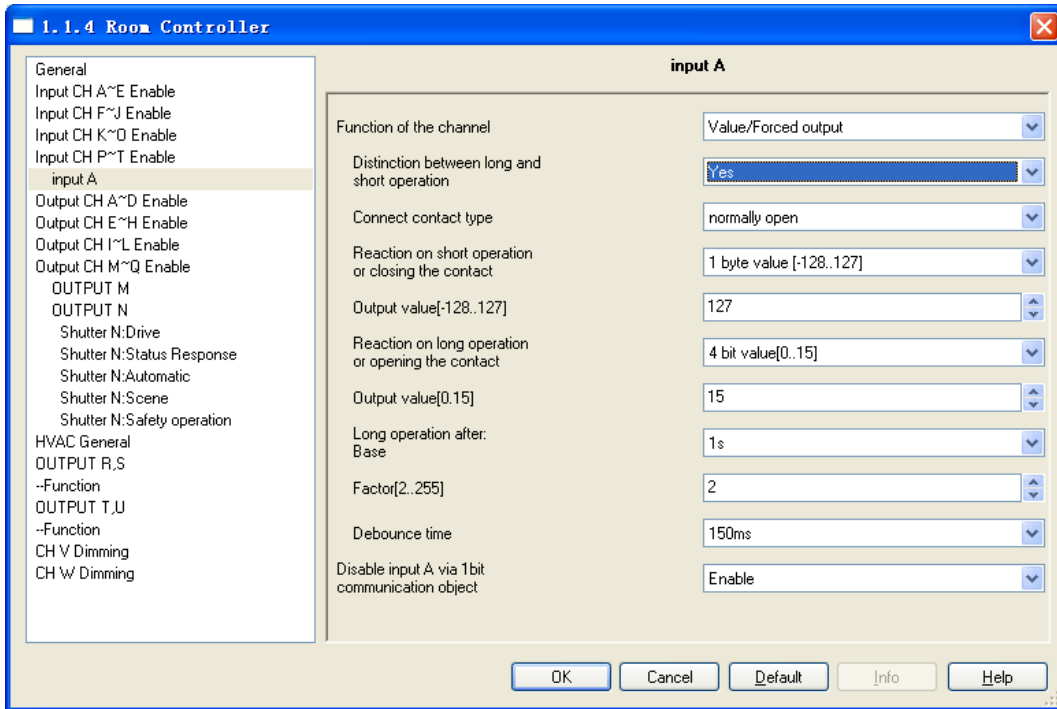 1.1.4 Room Controller
General
Input CH A~E Enable
Input CH F~J Enable
Input CH K~O Enable
Input CH P~T Enable
input A
Output CH A~D Enable
Output CH E~H Enable
Output CH I~L Enable
Output CH M~Q Enable
OUTPUT M
OUTPUT N
Shutter N:Drive
Shutter N:Status Response
Shutter N:Automatic
Shutter N:Scene
Shutter N:Safety operation
HVAC General
OUTPUT R,S
--Function
OUTPUT T,U
--Function
CH V Dimming
CH W Dimming
input A
Function of the channel Value/Forced output
Distinction between long and
short operation Yes
Connect contact type normally open
Reaction on short operation
or closing the contact 1 byte value [-128..127]
Output value[-128..127] 127
Reaction on long operation
or opening the contact 4 bit value[0..15]
Output value[0.15] 15
Long operation after:
Base 1s
Factor[2..255] 2
Debounce time 150ms
Disable input A via 1bit
communication object Enable
OK Cancel Default Info Help